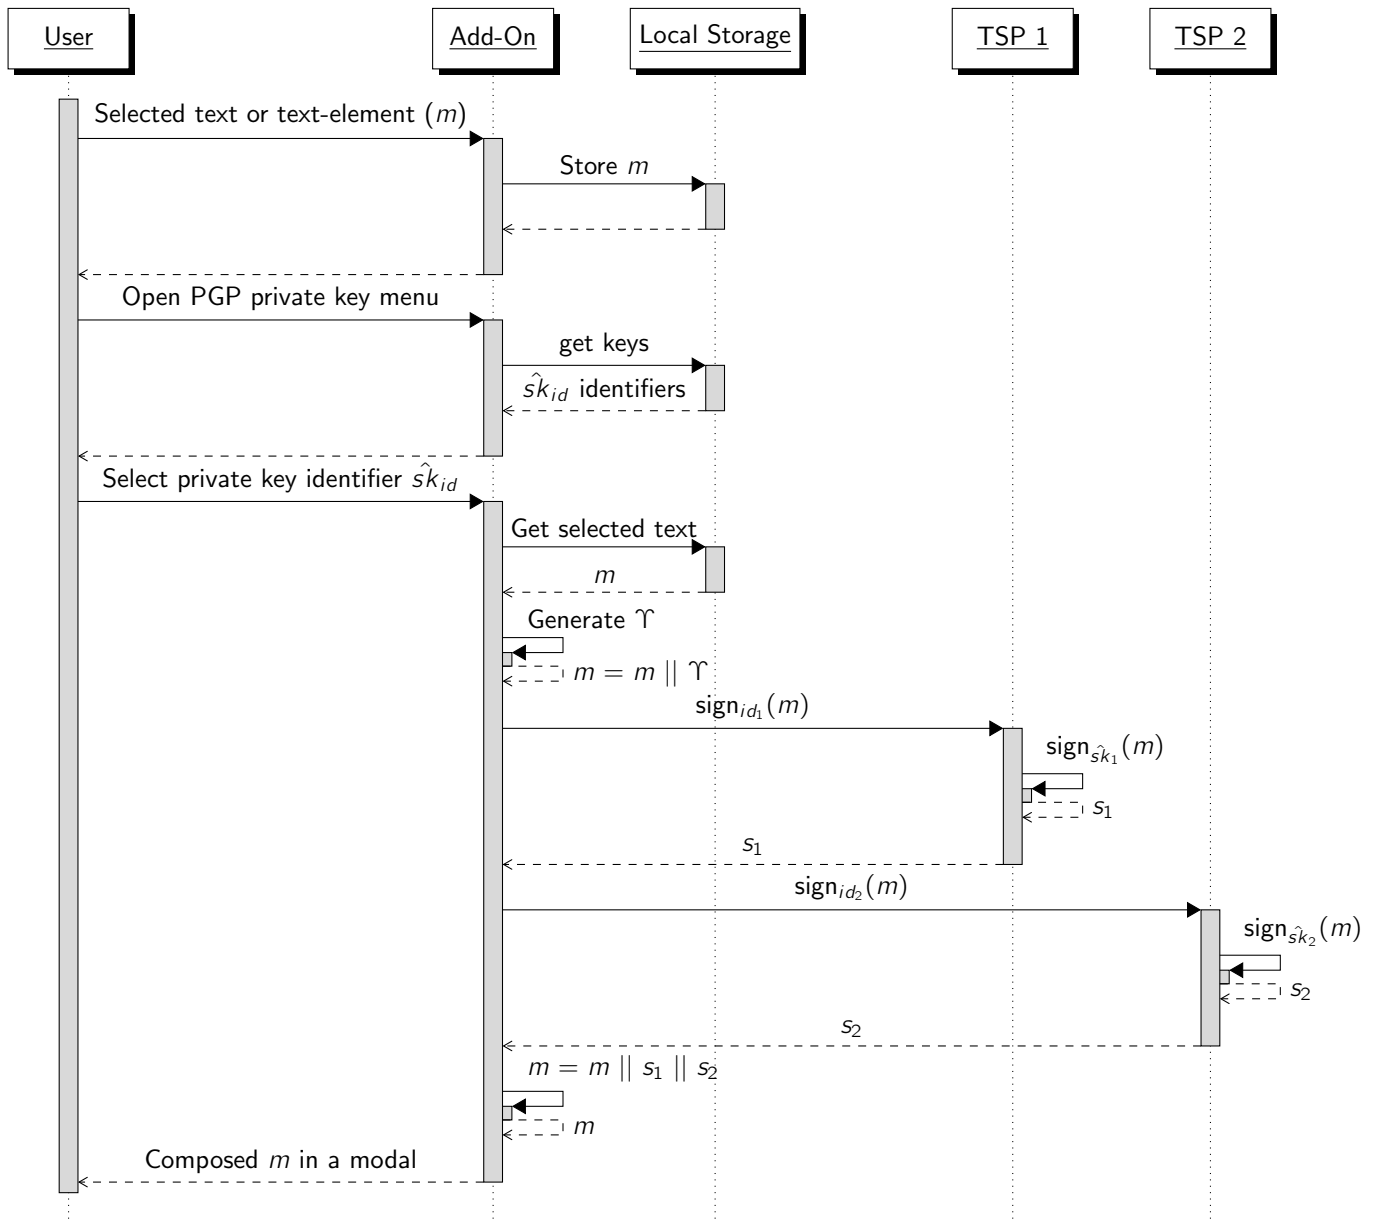 User
Add-On
Local Storage
TSP 1
TSP 2
Selected text or text-element (m)
Store m
Open PGP private key menu
get keys
ŝk_id identifiers
Select private key identifier ŝk_id
Get selected text
m
Generate ϒ
m = m || ϒ
sign_id₁(m)
sign_ŝk₁(m)
s₁
s₁
sign_id₂(m)
sign_ŝk₂(m)
s₂
s₂
m = m || s₁ || s₂
m
Composed m in a modal